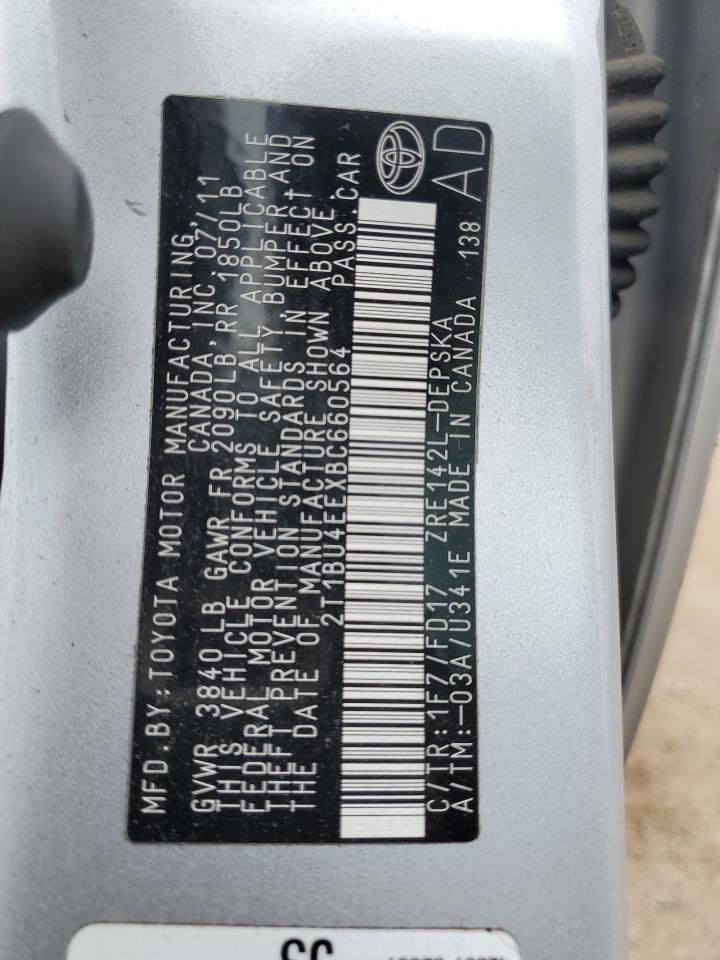 MFD.BY:TOYOTA MOTOR MANUFACTURING,
CANADA,INC.07/11
GVWR 3840LB GAWR FR 2090LB,RR 1850LB
THIS VEHICLE CONFORMS TO ALL APPLICABLE
FEDERAL MOTOR VEHICLE SAFETY,BUMPER,AND
THEFT PREVENTION STANDARDS IN EFFECT ON
THE DATE OF MANUFACTURE SHOWN ABOVE.
2T1BU4EEXBC660564 PASS.CAR
C/TR:1F7/FD17 ZRE142L-DEPSKA
A/TM:-03A/U341E MADE IN CANADA 138
AD